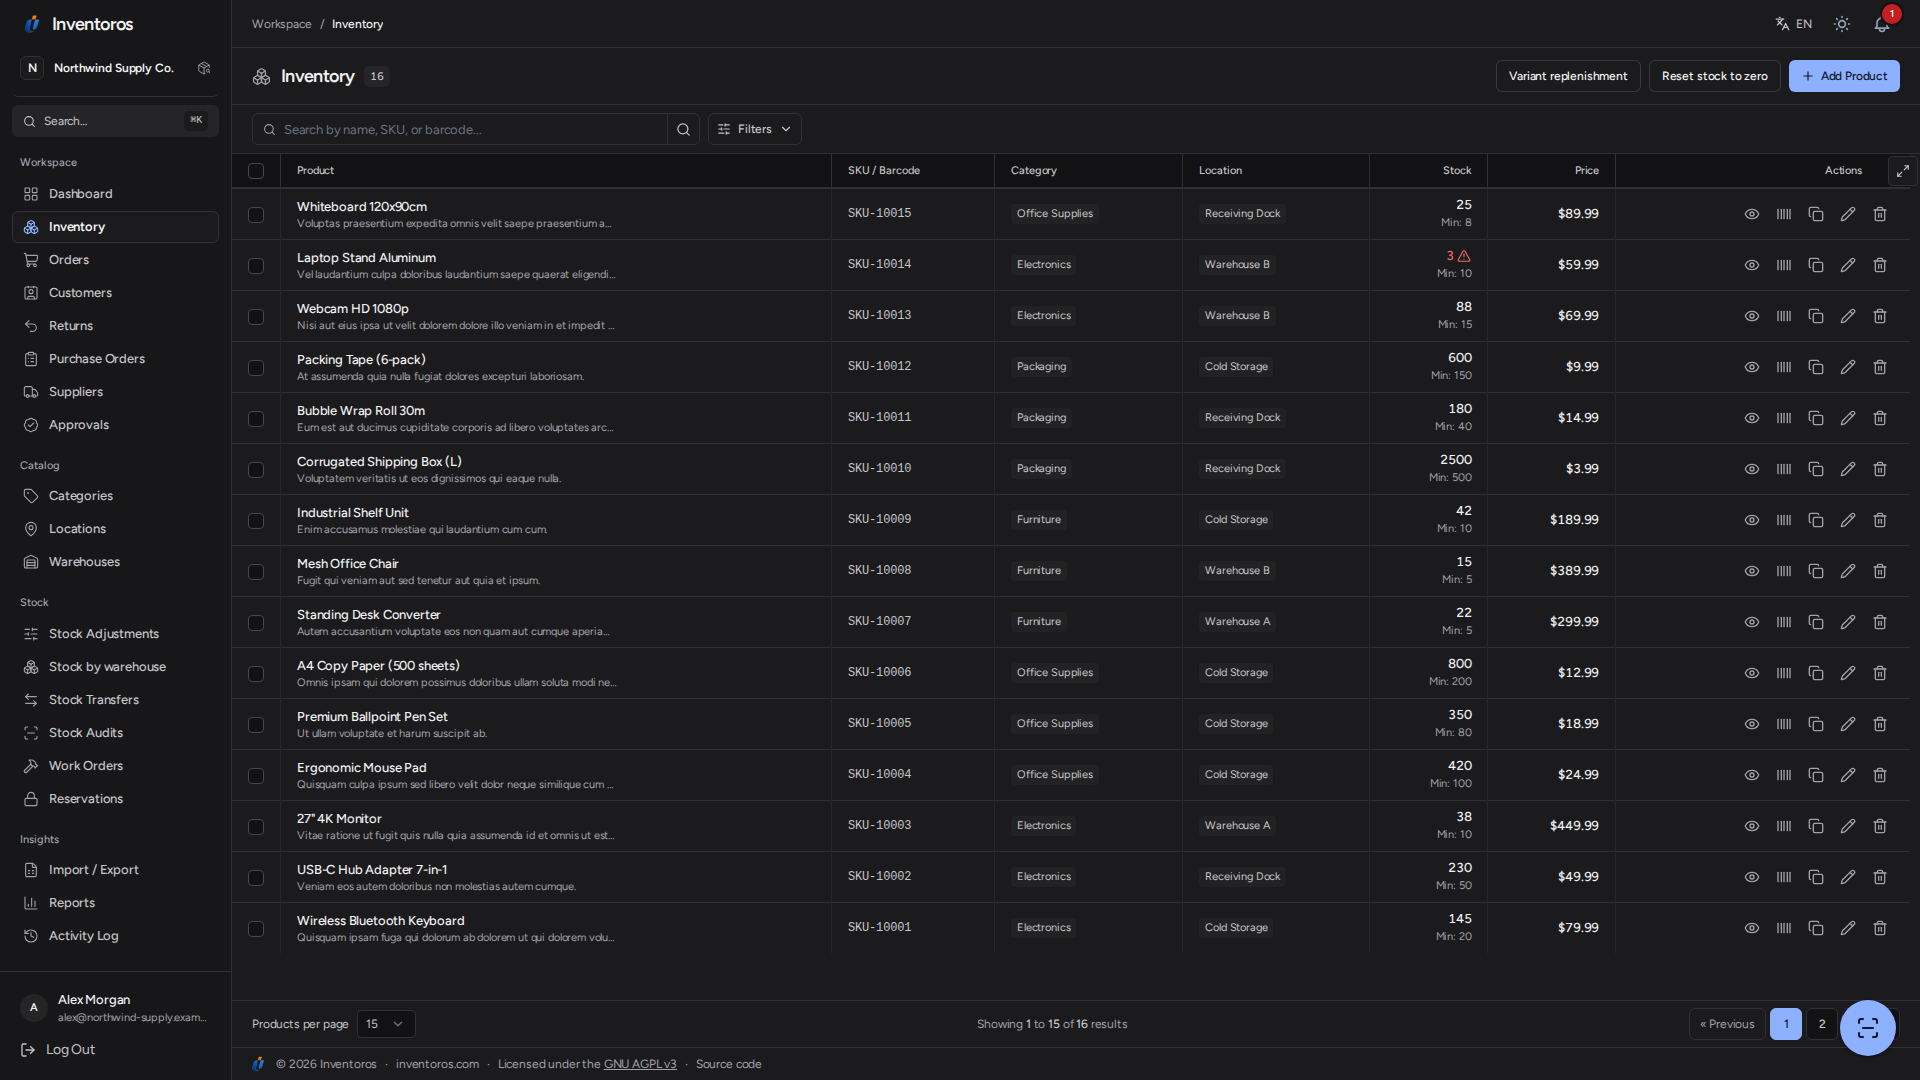 Inventoros
N Northwind Supply Co.
Search... ⌘K
Workspace
Dashboard
Inventory
Orders
Customers
Returns
Purchase Orders
Suppliers
Approvals
Catalog
Categories
Locations
Warehouses
Stock
Stock Adjustments
Stock by warehouse
Stock Transfers
Stock Audits
Work Orders
Reservations
Insights
Import / Export
Reports
Activity Log
A Alex Morgan
alex@northwind-supply.exam...
Log Out
Workspace / Inventory
EN 1
Inventory 16
Variant replenishment Reset stock to zero + Add Product
Search by name, SKU, or barcode... Filters
Product SKU / Barcode Category Location Stock Price Actions
Whiteboard 120x90cm SKU-10015 Office Supplies Receiving Dock 25 $89.99
Voluptas praesentium expedita omnis velit saepe praesentium a... Min: 8
Laptop Stand Aluminum SKU-10014 Electronics Warehouse B 3 $59.99
Vel laudantium culpa doloribus laudantium saepe quaerat eligendi... Min: 10
Webcam HD 1080p SKU-10013 Electronics Warehouse B 88 $69.99
Nisi aut eius ipsa ut velit dolorem dolore illo veniam in et impedit ... Min: 15
Packing Tape (6-pack) SKU-10012 Packaging Cold Storage 600 $9.99
At assumenda quia nulla fugiat dolores excepturi laboriosam. Min: 150
Bubble Wrap Roll 30m SKU-10011 Packaging Receiving Dock 180 $14.99
Eum est aut ducimus cupiditate corporis ad libero voluptates arc... Min: 40
Corrugated Shipping Box (L) SKU-10010 Packaging Receiving Dock 2500 $3.99
Voluptatem veritatis ut eos dignissimos qui eaque nulla. Min: 500
Industrial Shelf Unit SKU-10009 Furniture Cold Storage 42 $189.99
Enim accusamus molestiae qui laudantium cum cum. Min: 10
Mesh Office Chair SKU-10008 Furniture Warehouse B 15 $389.99
Fugit qui veniam aut sed tenetur aut quia et ipsum. Min: 5
Standing Desk Converter SKU-10007 Furniture Warehouse A 22 $299.99
Autem accusantium voluptate eos non quam aut cumque aperia... Min: 5
A4 Copy Paper (500 sheets) SKU-10006 Office Supplies Cold Storage 800 $12.99
Omnis ipsam qui dolorem possimus doloribus ullam soluta modi ne... Min: 200
Premium Ballpoint Pen Set SKU-10005 Office Supplies Cold Storage 350 $18.99
Ut ullam voluptate et harum suscipit ab. Min: 80
Ergonomic Mouse Pad SKU-10004 Office Supplies Cold Storage 420 $24.99
Quisquam culpa ipsum sed libero velit dolor neque similique cum ... Min: 100
27" 4K Monitor SKU-10003 Electronics Warehouse A 38 $449.99
Vitae ratione ut fugit quis nulla quia assumenda id et omnis ut est... Min: 10
USB-C Hub Adapter 7-in-1 SKU-10002 Electronics Receiving Dock 230 $49.99
Veniam eos autem doloribus non molestias autem cumque. Min: 50
Wireless Bluetooth Keyboard SKU-10001 Electronics Cold Storage 145 $79.99
Quisquam ipsam fuga qui dolorum ab dolorem ut qui dolorem volu... Min: 20
Products per page 15 Showing 1 to 15 of 16 results « Previous 1 2
© 2026 Inventoros · inventoros.com · Licensed under the GNU AGPL v3 · Source code